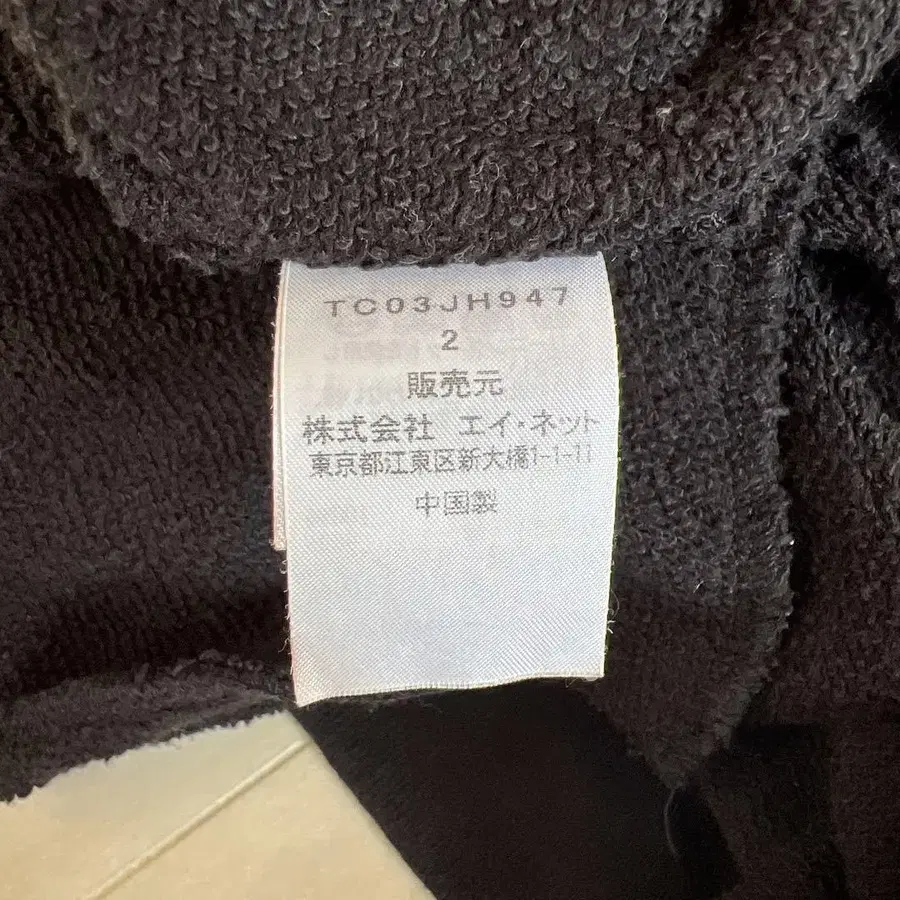 TC03JH947
2
販売元
株式会社 エイ・ネット
東京都江東区新大橋1-1-11
中国製